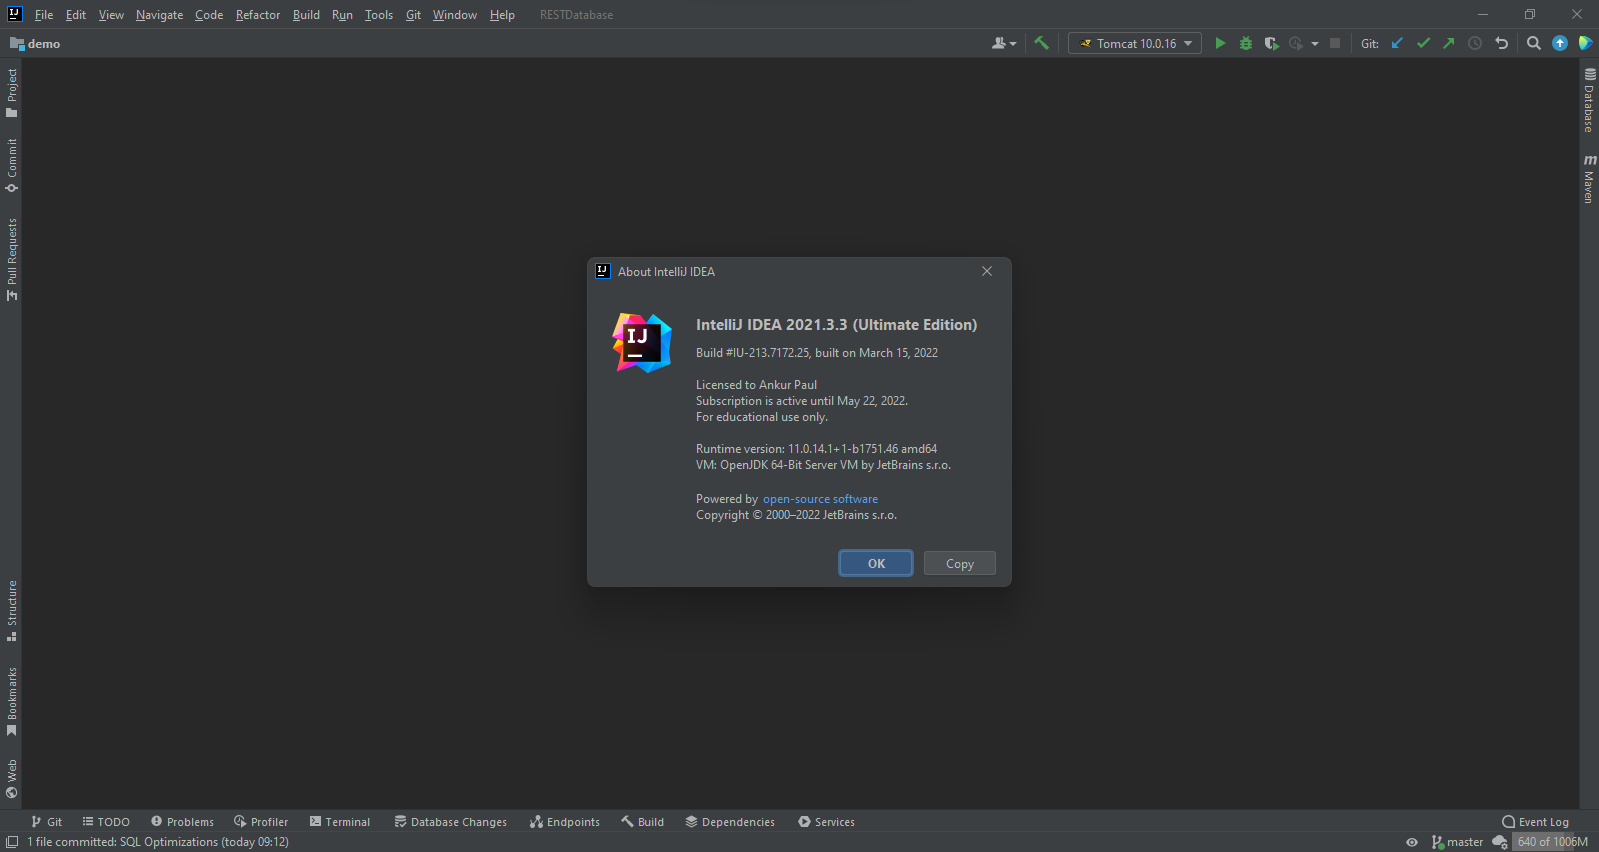 IJ File Edit View Navigate Code Refactor Build Run Tools Git Window Help RESTDatabase
demo
Tomcat 10.0.16
Git:
Project
Commit
Pull Requests
Structure
Bookmarks
Web
Database
m Maven
IJ About IntelliJ IDEA
IJ
IntelliJ IDEA 2021.3.3 (Ultimate Edition)
Build #IU-213.7172.25, built on March 15, 2022
Licensed to Ankur Paul
Subscription is active until May 22, 2022.
For educational use only.
Runtime version: 11.0.14.1+1-b1751.46 amd64
VM: OpenJDK 64-Bit Server VM by JetBrains s.r.o.
Powered by open-source software
Copyright © 2000–2022 JetBrains s.r.o.
OK Copy
Git TODO Problems Profiler Terminal Database Changes Endpoints Build Dependencies Services Event Log
1 file committed: SQL Optimizations (today 09:12) master 640 of 1006M